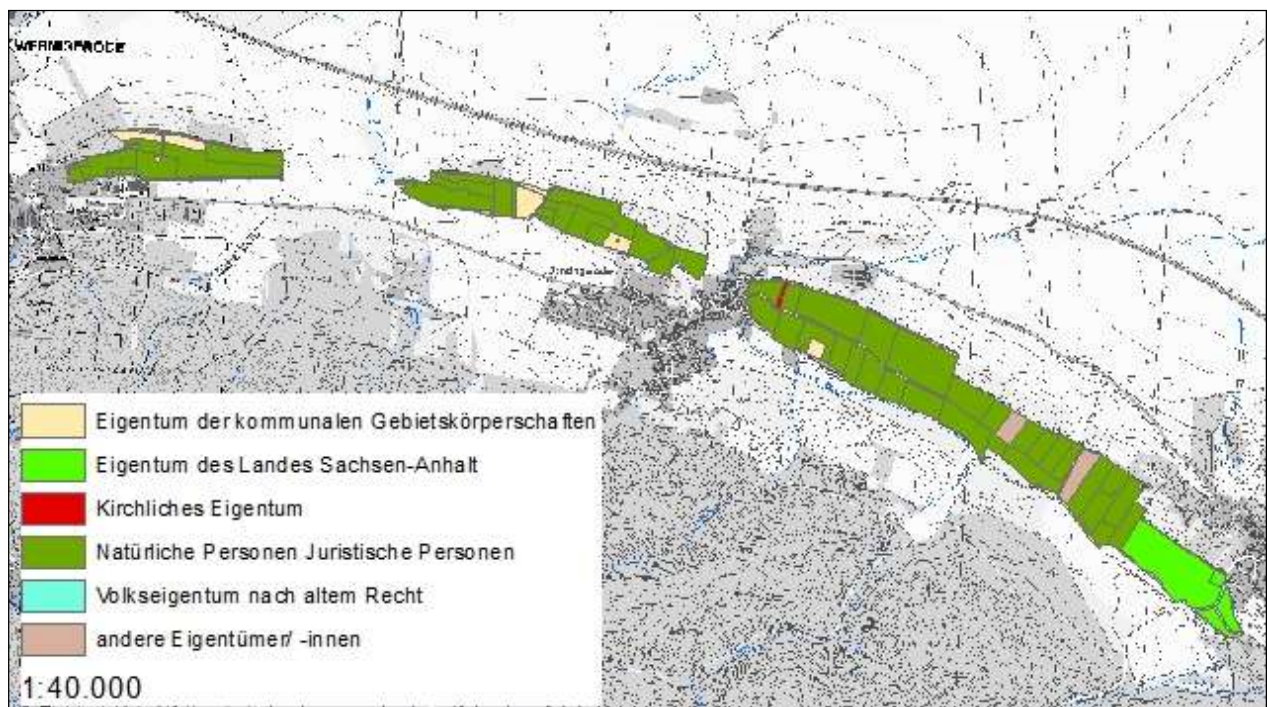 WERNIGERODE
Eigentum der kommunalen Gebietskörperschaften
Eigentum des Landes Sachsen-Anhalt
Kirchliches Eigentum
Natürliche Personen Juristische Personen
Volkseigentum nach altem Recht
andere Eigentümer/ -innen
1:40.000